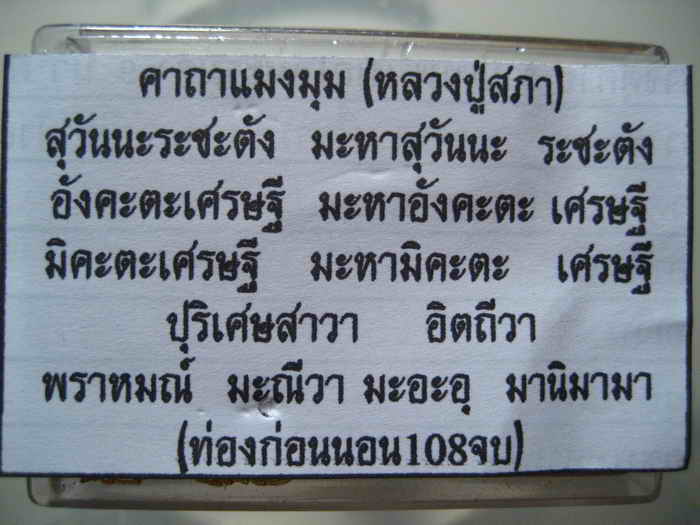 คาถาแมงมุม (หลวงปู่สุภา)
สุวันนะระชะตัง มะหาสุวันนะ ระชะตัง
อังคะตะเศรษฐี มะหาอังคะตะ เศรษฐี
มิคะตะเศรษฐี มะหามิคะตะ เศรษฐี
ปุริเศษสาวา อิตถีวา
พราหมณ์ มะณีวา มะอะอุ มานิมามา
(ท่องก่อนนอน108จบ)